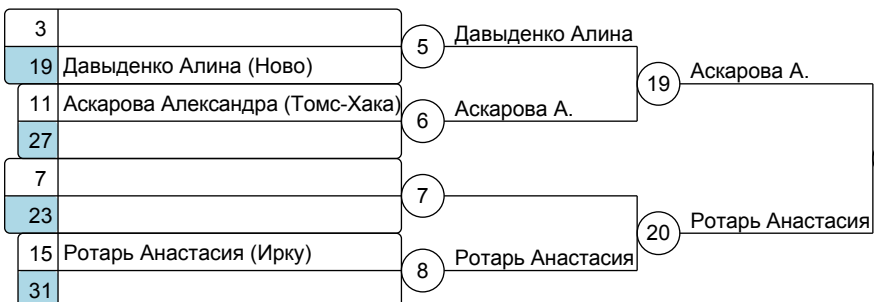 3
19 Давыденко Алина (Ново)
11 Аскарова Александра (Томс-Хака)
27
7
23
15 Ротарь Анастасия (Ирку)
31
5 Давыденко Алина
6 Аскарова А.
7
8 Ротарь Анастасия
19 Аскарова А.
20 Ротарь Анастасия